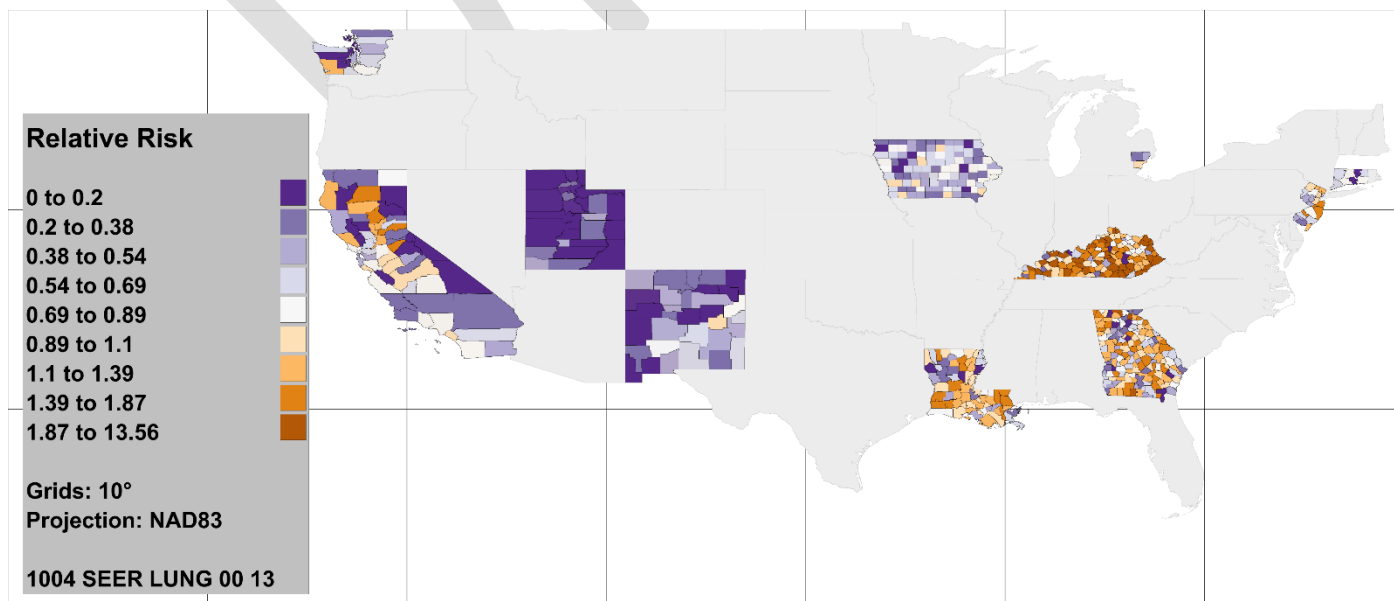 Relative Risk
0 to 0.2
0.2 to 0.38
0.38 to 0.54
0.54 to 0.69
0.69 to 0.89
0.89 to 1.1
1.1 to 1.39
1.39 to 1.87
1.87 to 13.56
Grids: 10°
Projection: NAD83
1004 SEER LUNG 00 13